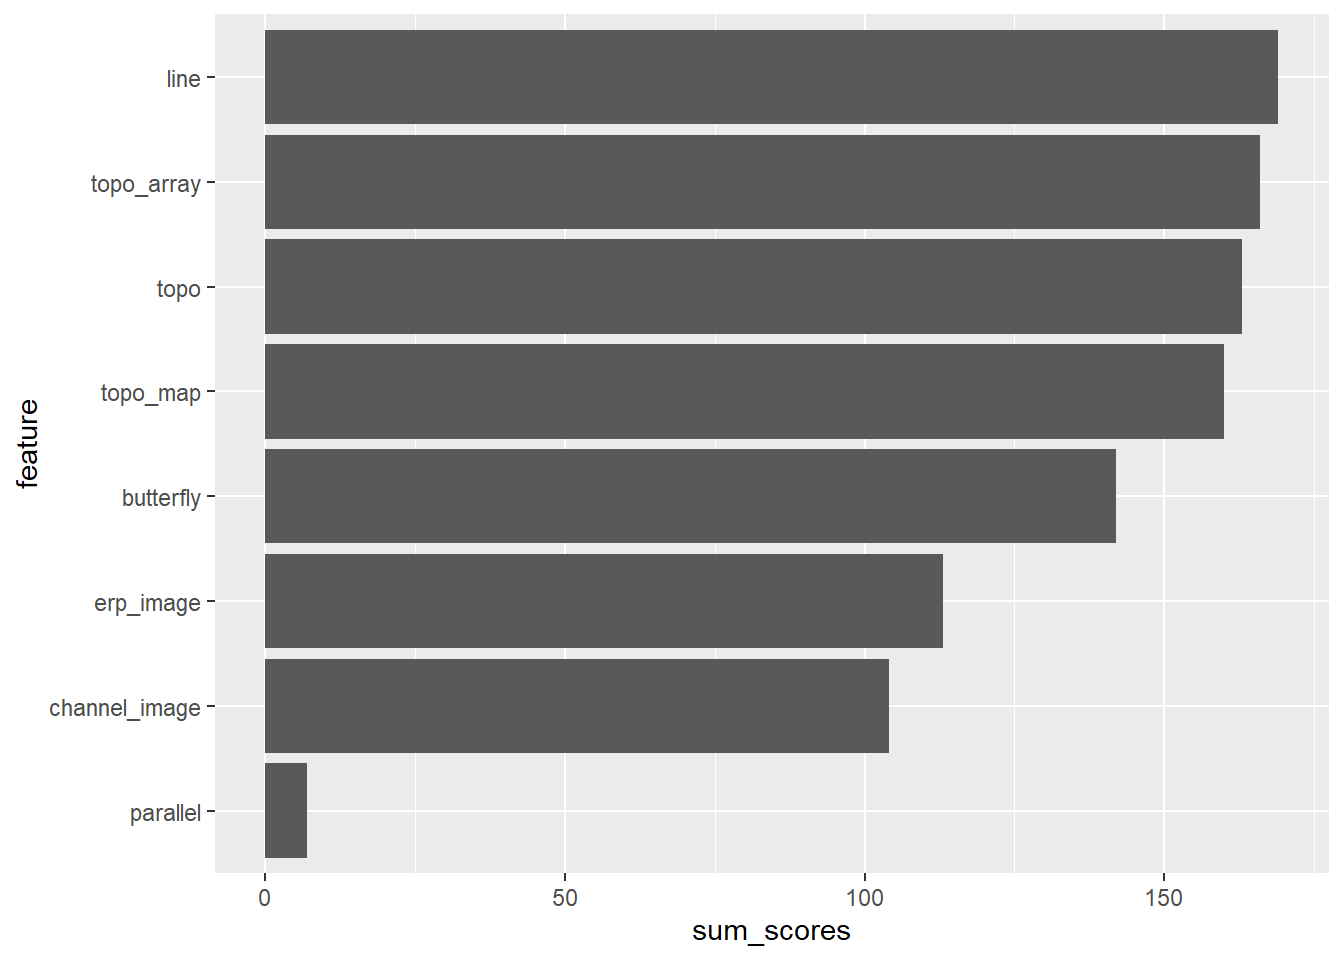 line
topo_array
topo
topo_map
butterfly
erp_image
channel_image
parallel
feature
0 50 100 150
sum_scores